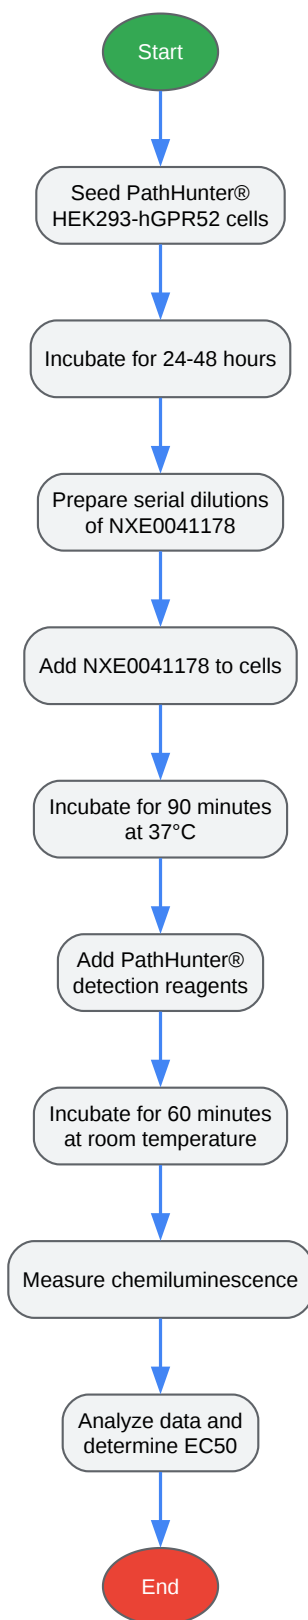 Start
Seed PathHunter®
HEK293-hGPR52 cells
Incubate for 24-48 hours
Prepare serial dilutions
of NXE0041178
Add NXE0041178 to cells
Incubate for 90 minutes
at 37°C
Add PathHunter®
detection reagents
Incubate for 60 minutes
at room temperature
Measure chemiluminescence
Analyze data and
determine EC50
End